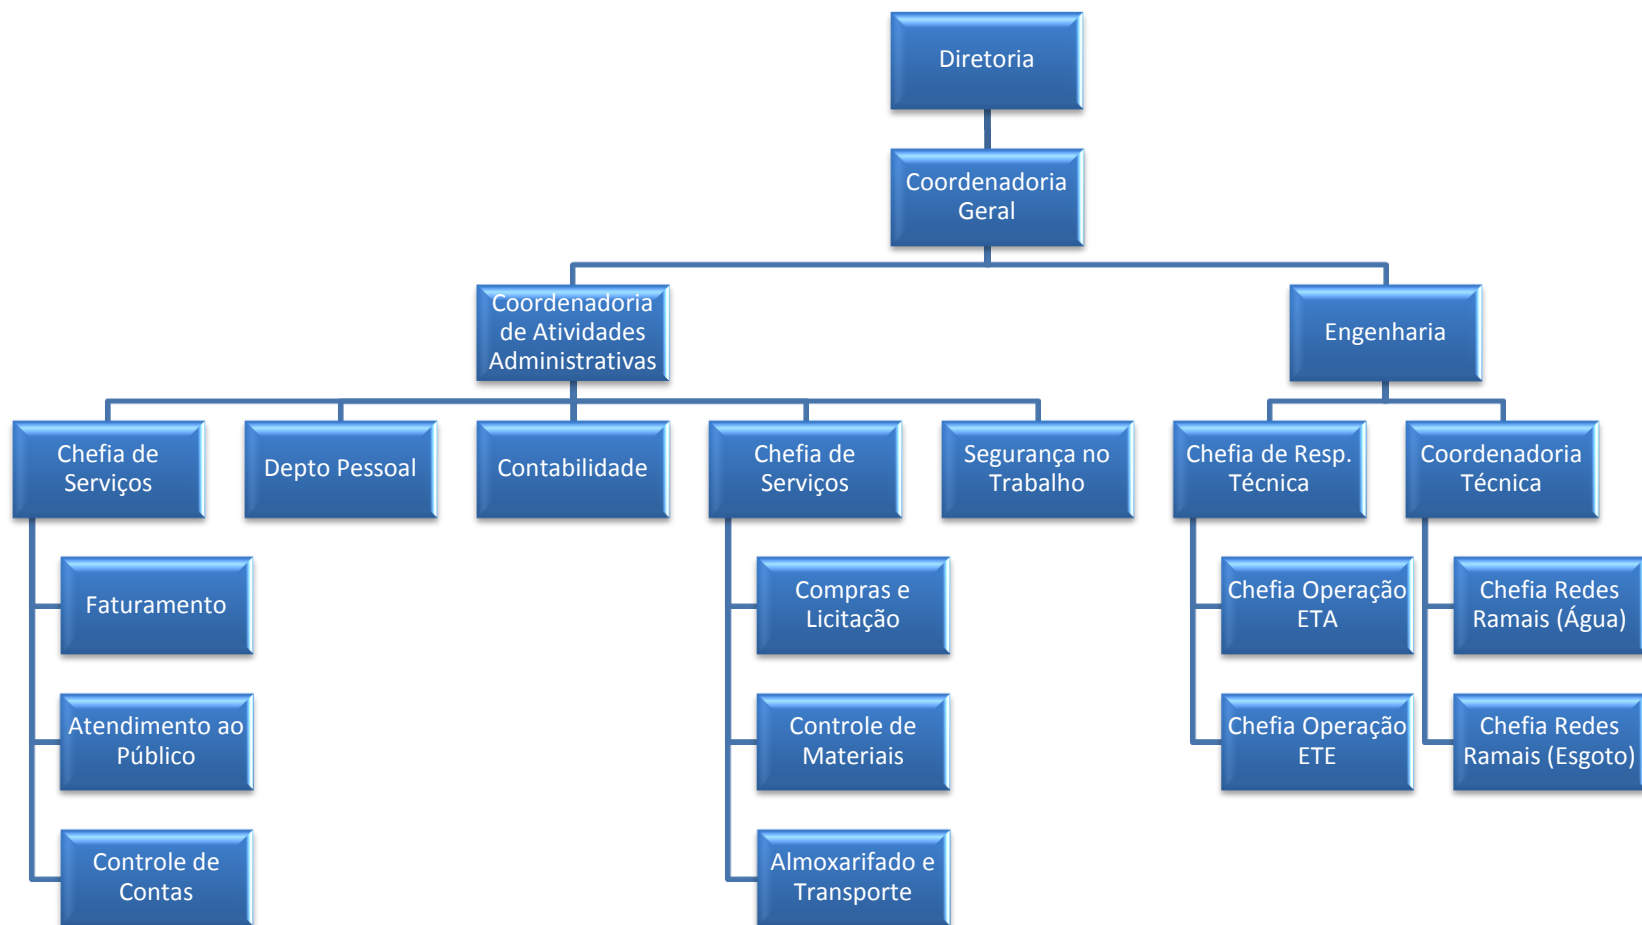 Diretoria
Coordenadoria
Geral
Coordenadoria
de Atividades
Administrativas
Engenharia
Chefia de
Serviços
Depto Pessoal
Contabilidade
Chefia de
Serviços
Segurança no
Trabalho
Chefia de Resp.
Técnica
Coordenadoria
Técnica
Faturamento
Compras e
Licitação
Chefia Operação
ETA
Chefia Redes
Ramais (Água)
Atendimento ao
Público
Controle de
Materiais
Chefia Operação
ETE
Chefia Redes
Ramais (Esgoto)
Controle de
Contas
Almoxarifado e
Transporte